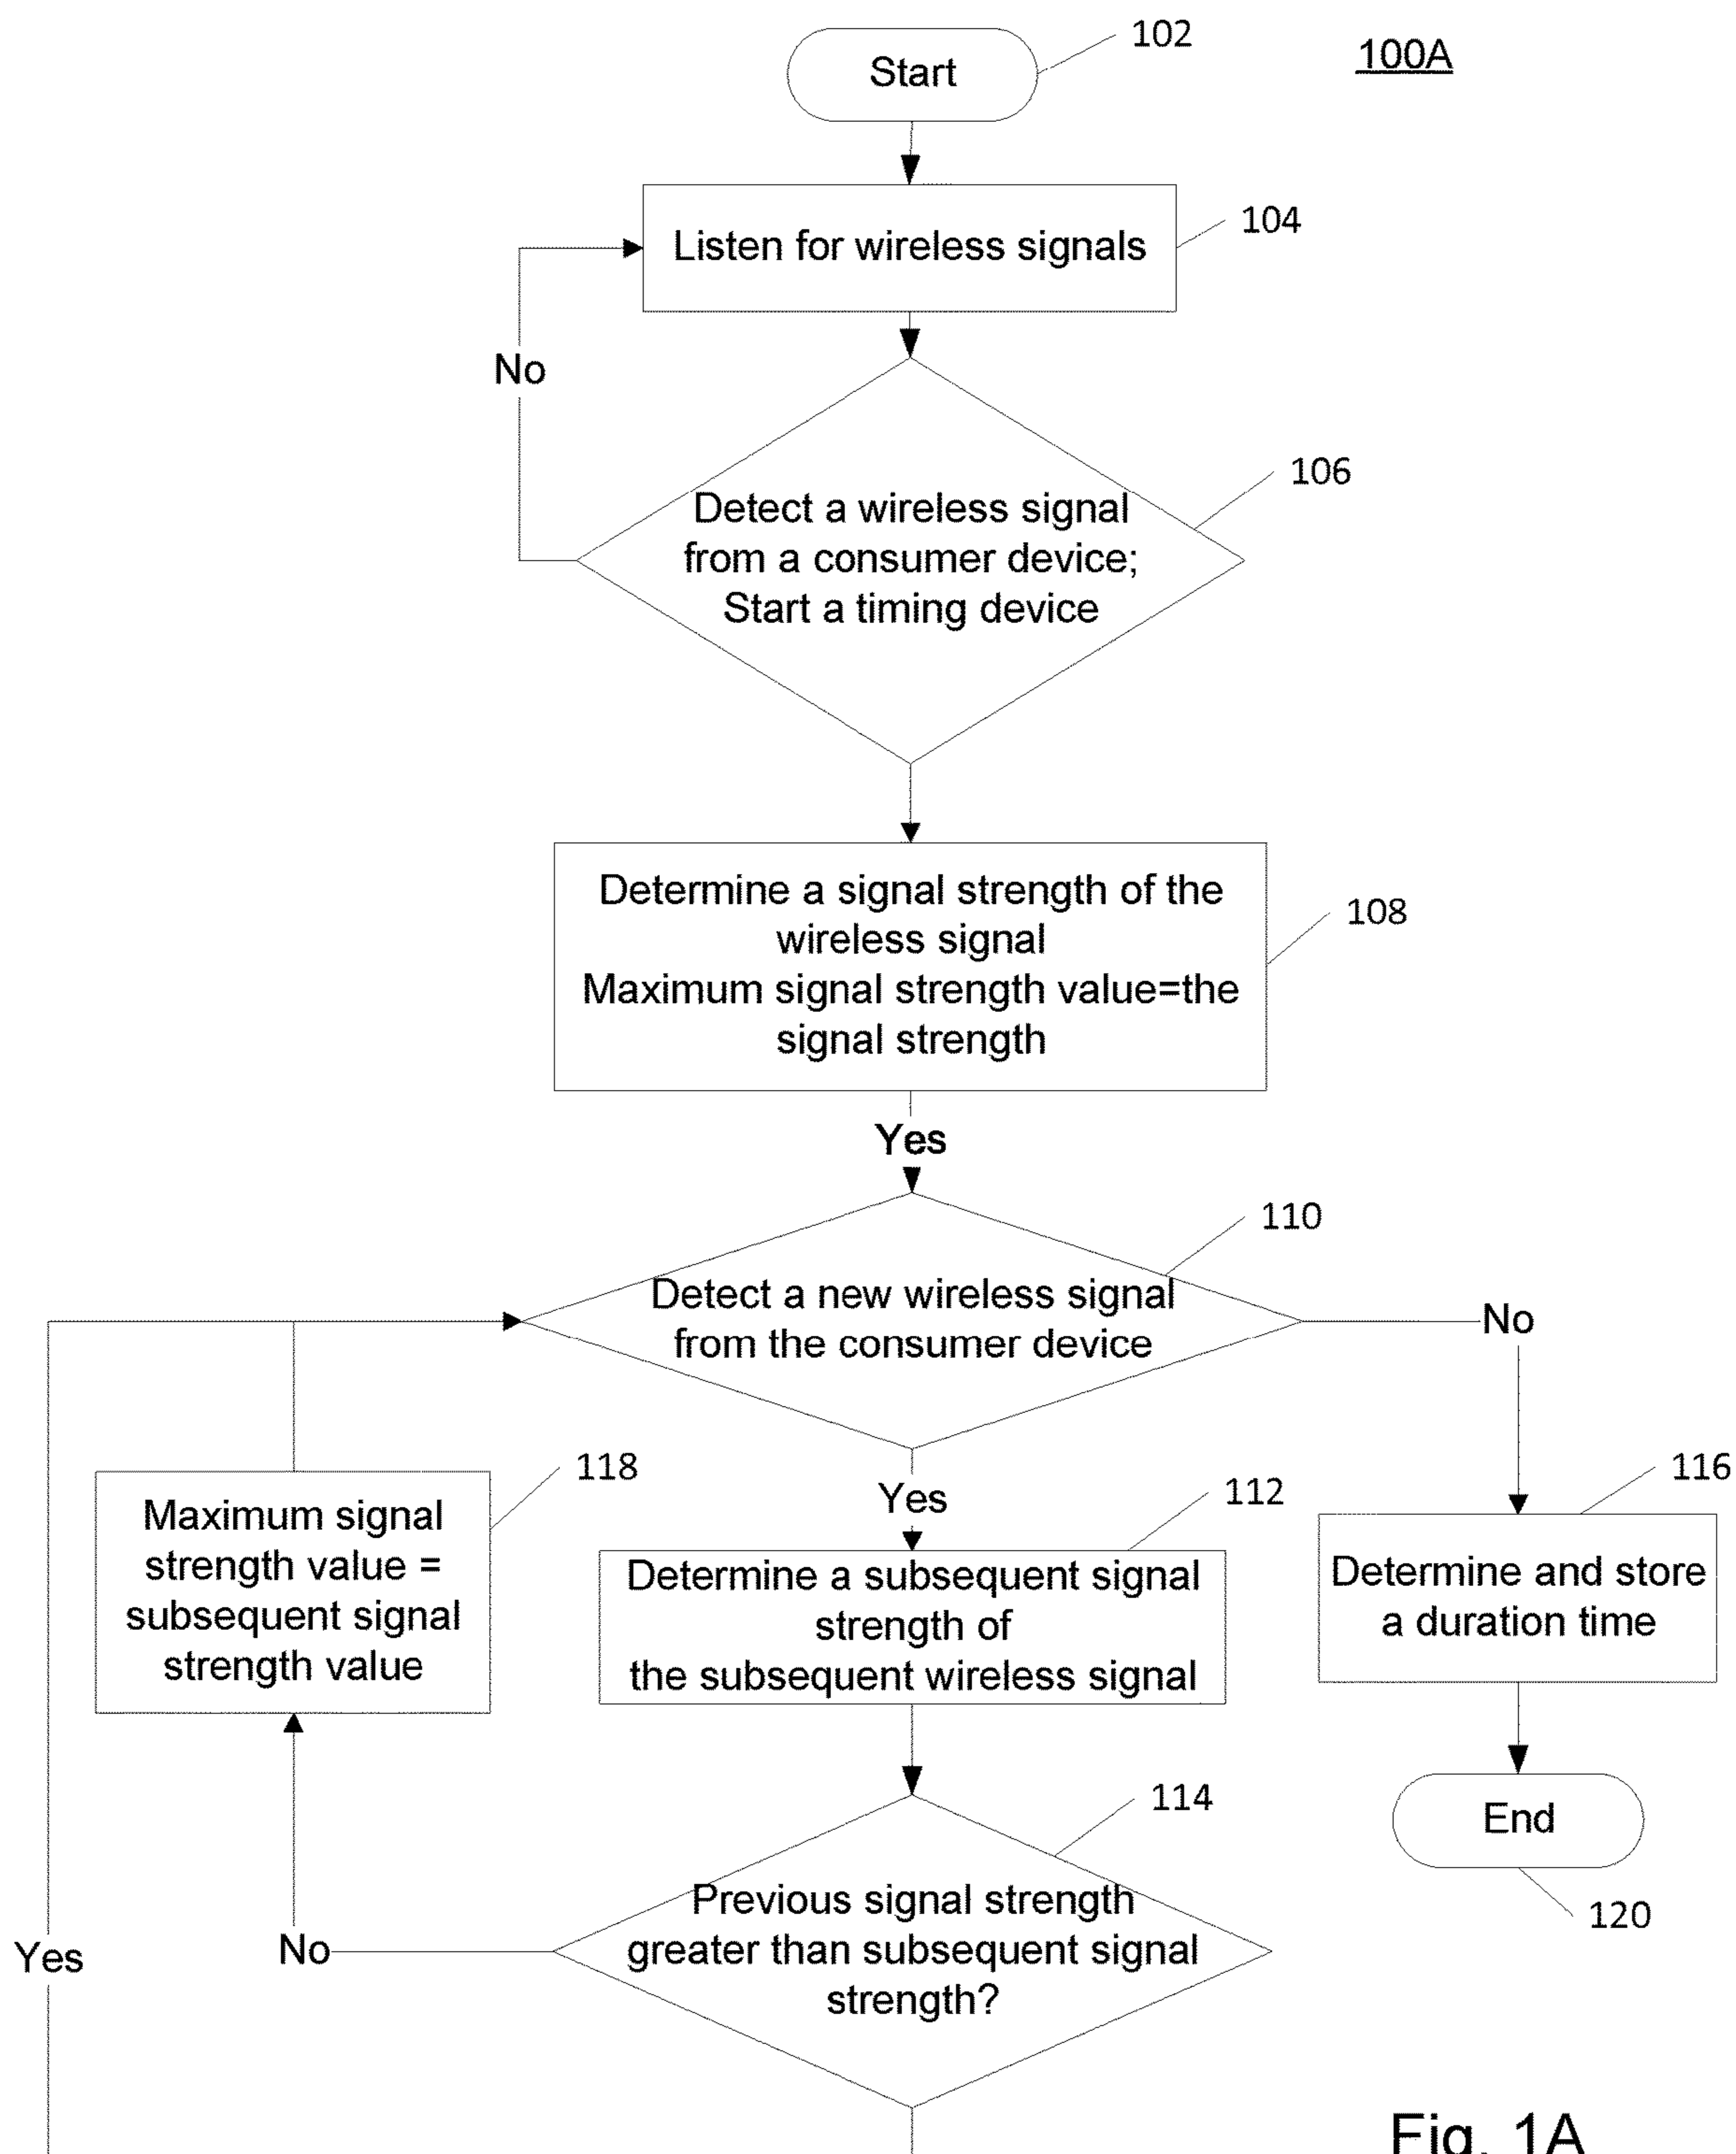 102
Start
100A
104
Listen for wireless signals
No
106
Detect a wireless signal
from a consumer device;
Start a timing device
108
Determine a signal strength of the
wireless signal
Maximum signal strength value=the
signal strength
Yes
110
Detect a new wireless signal
from the consumer device
No
118
Maximum signal
strength value =
subsequent signal
strength value
Yes
112
Determine a subsequent signal
strength of
the subsequent wireless signal
116
Determine and store
a duration time
114
Previous signal strength
greater than subsequent signal
strength?
End
120
No
Yes
Fig. 1A